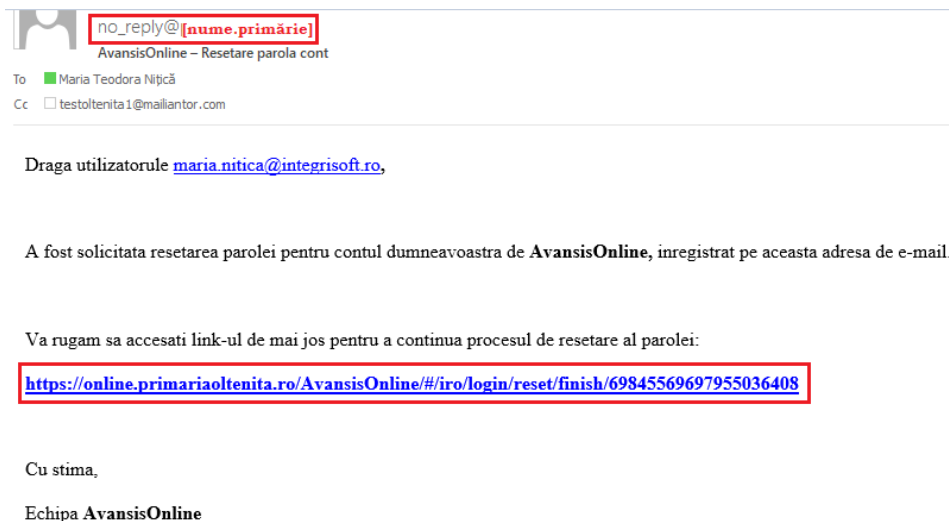 no_reply@[nume.primărie]
AvansisOnline – Resetare parola cont
To Maria Teodora Nițică
Cc testoltenita1@mailiantor.com
Draga utilizatorule maria.nitica@integrisoft.ro,
A fost solicitata resetarea parolei pentru contul dumneavoastra de AvansisOnline, inregistrat pe aceasta adresa de e-mail.
Va rugam sa accesati link-ul de mai jos pentru a continua procesul de resetare al parolei:
https://online.primariaoltenita.ro/AvansisOnline/#/iro/login/reset/finish/69845569697955036408
Cu stima,
Echipa AvansisOnline